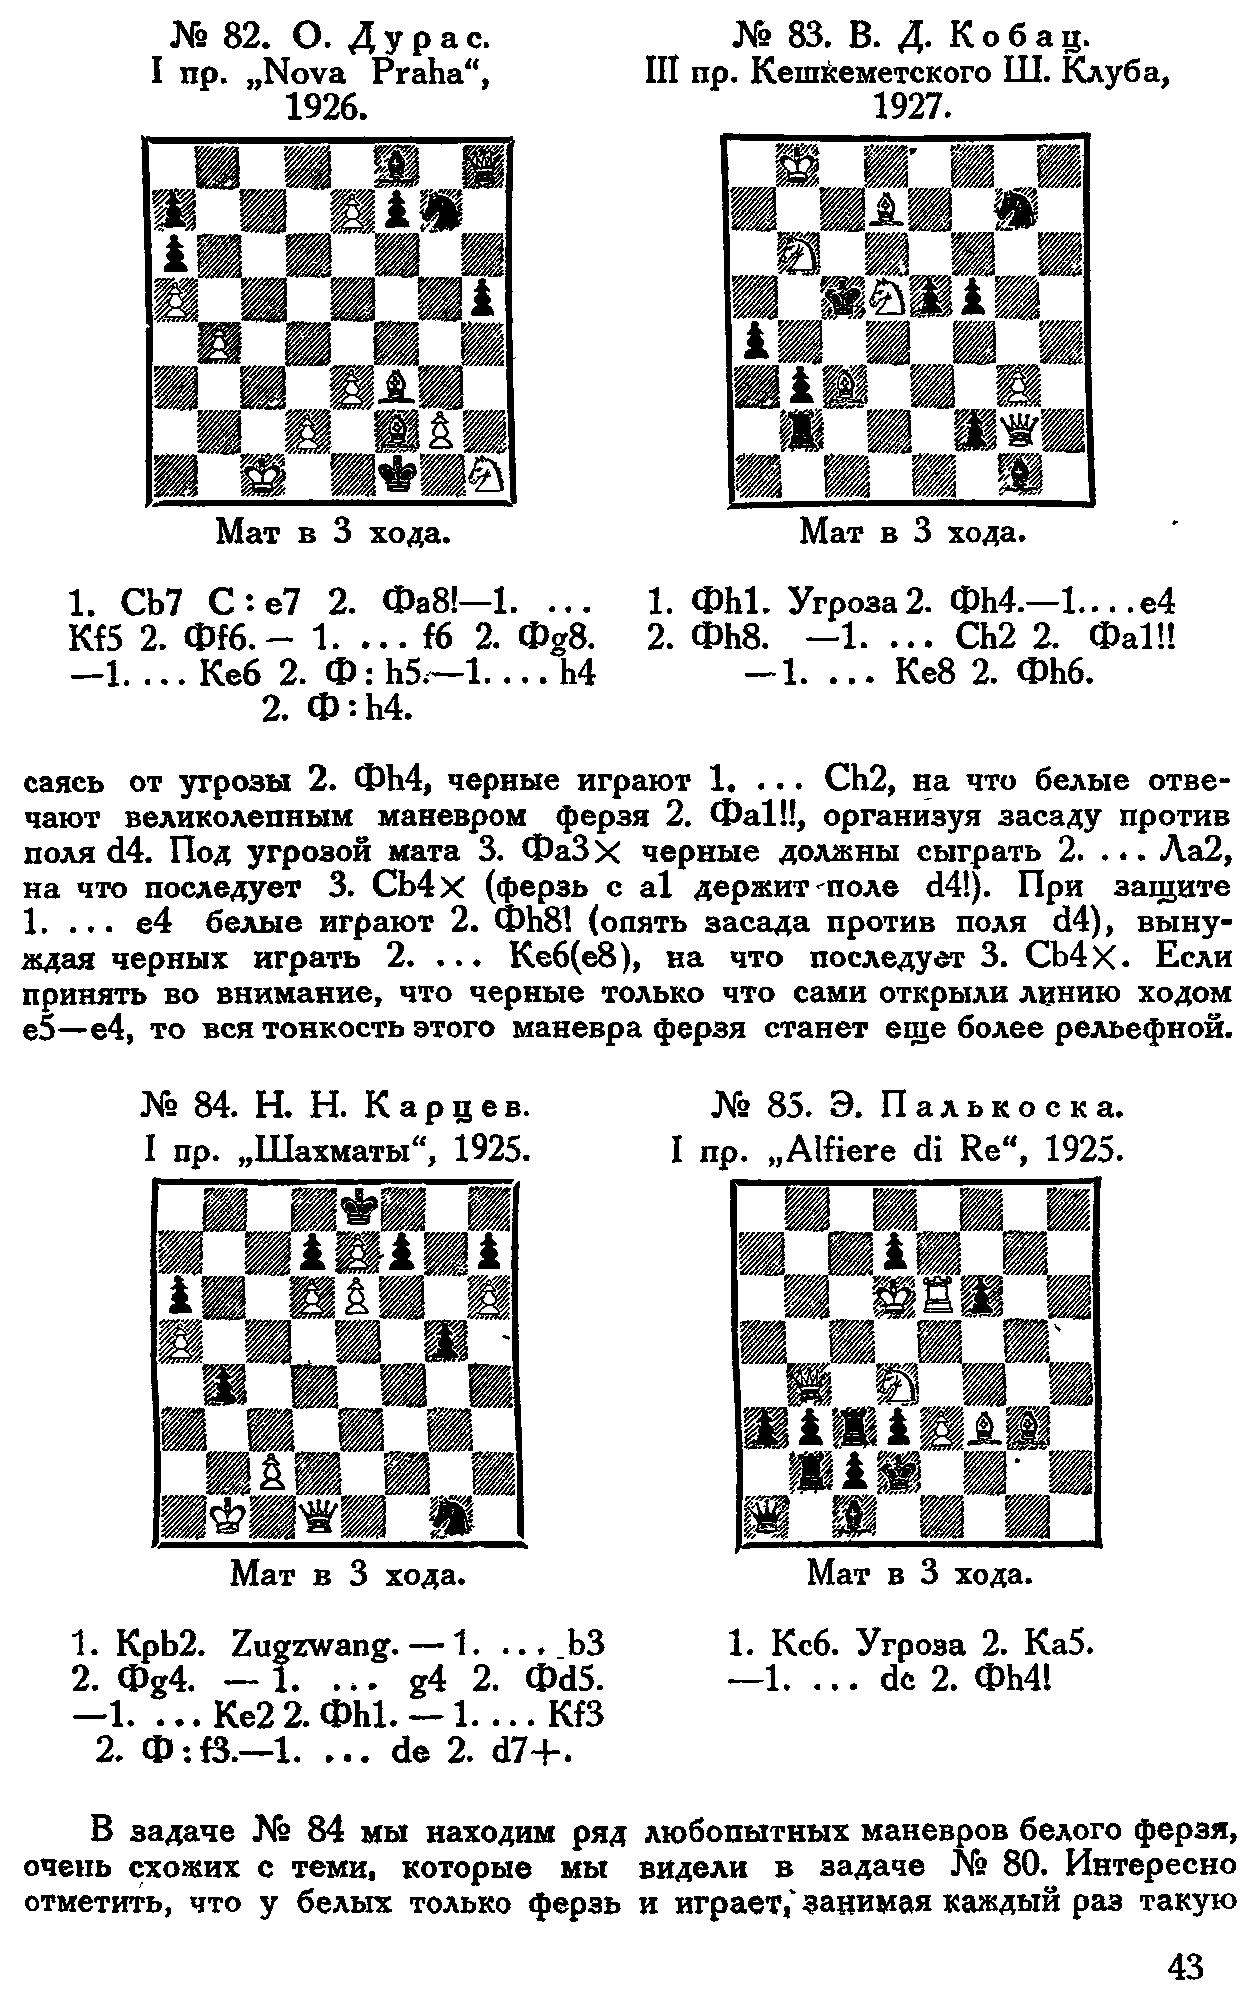 № 82. О. Дурас.
I пр. „Nova Praha“,
1926.
Мат в 3 хода.
1. Cb7 C : e7 2. Фa8!—1. ...
Kf5 2. Фf6. — 1. ... f6 2. Фg8.
—1. ... Ke6 2. Ф : h5.—1. ... h4
2. Ф : h4.
№ 83. В. Д. Кобац.
III пр. Кешкеметского Ш. Клуба,
1927.
Мат в 3 хода.
1. Фh1. Угроза 2. Фh4.—1....e4
2. Фh8. —1. ... Ch2 2. Фa1!!
—1. ... Ke8 2. Фh6.
саясь от угрозы 2. Фh4, черные играют 1. ... Ch2, на что белые отве-
чают великолепным маневром ферзя 2. Фa1!!, организуя засаду против
поля d4. Под угрозой мата 3. Фa3× черные должны сыграть 2. ... Лa2,
на что последует 3. Cb4× (ферзь с a1 держит поле d4!). При защите
1. ... e4 белые играют 2. Фh8! (опять засада против поля d4), выну-
ждая черных играть 2. ... Ke6(e8), на что последует 3. Cb4×. Если
принять во внимание, что черные только что сами открыли линию ходом
e5—e4, то вся тонкость этого маневра ферзя станет еще более рельефной.
№ 84. Н. Н. Карцев.
I пр. „Шахматы“, 1925.
Мат в 3 хода.
1. Kpb2. Zugzwang. — 1. ... b3
2. Фg4. — 1. ... g4 2. Фd5.
—1. ... Ke2 2. Фh1. — 1. ... Kf3
2. Ф : f3.—1. ... de 2. d7+.
№ 85. Э. Палькоска.
I пр. „Alfiere di Re“, 1925.
Мат в 3 хода.
1. Kc6. Угроза 2. Ka5.
—1. ... dc 2. Фh4!
В задаче № 84 мы находим ряд любопытных маневров белого ферзя,
очень схожих с теми, которые мы видели в задаче № 80. Интересно
отметить, что у белых только ферзь и играет, занимая каждый раз такую
43